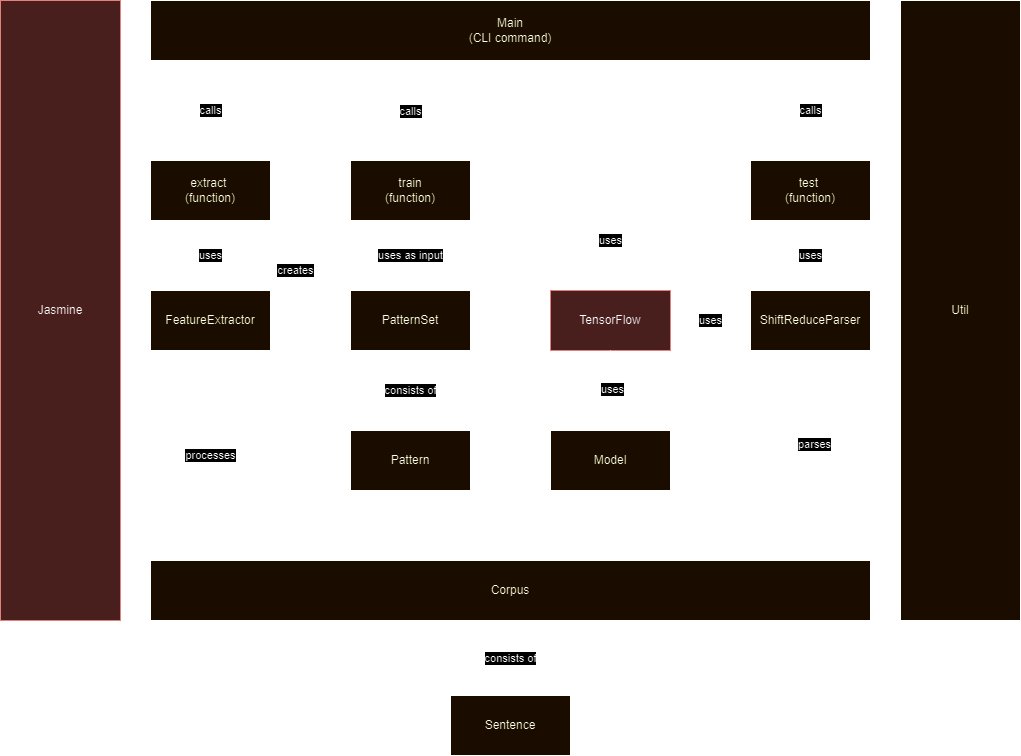 Main
(CLI command)
calls
calls
calls
extract
(function)
train
(function)
test
(function)
uses
uses as input
uses
uses
creates
Jasmine
FeatureExtractor
PatternSet
TensorFlow
uses
ShiftReduceParser
Util
consists of
uses
processes
Pattern
Model
parses
Corpus
consists of
Sentence